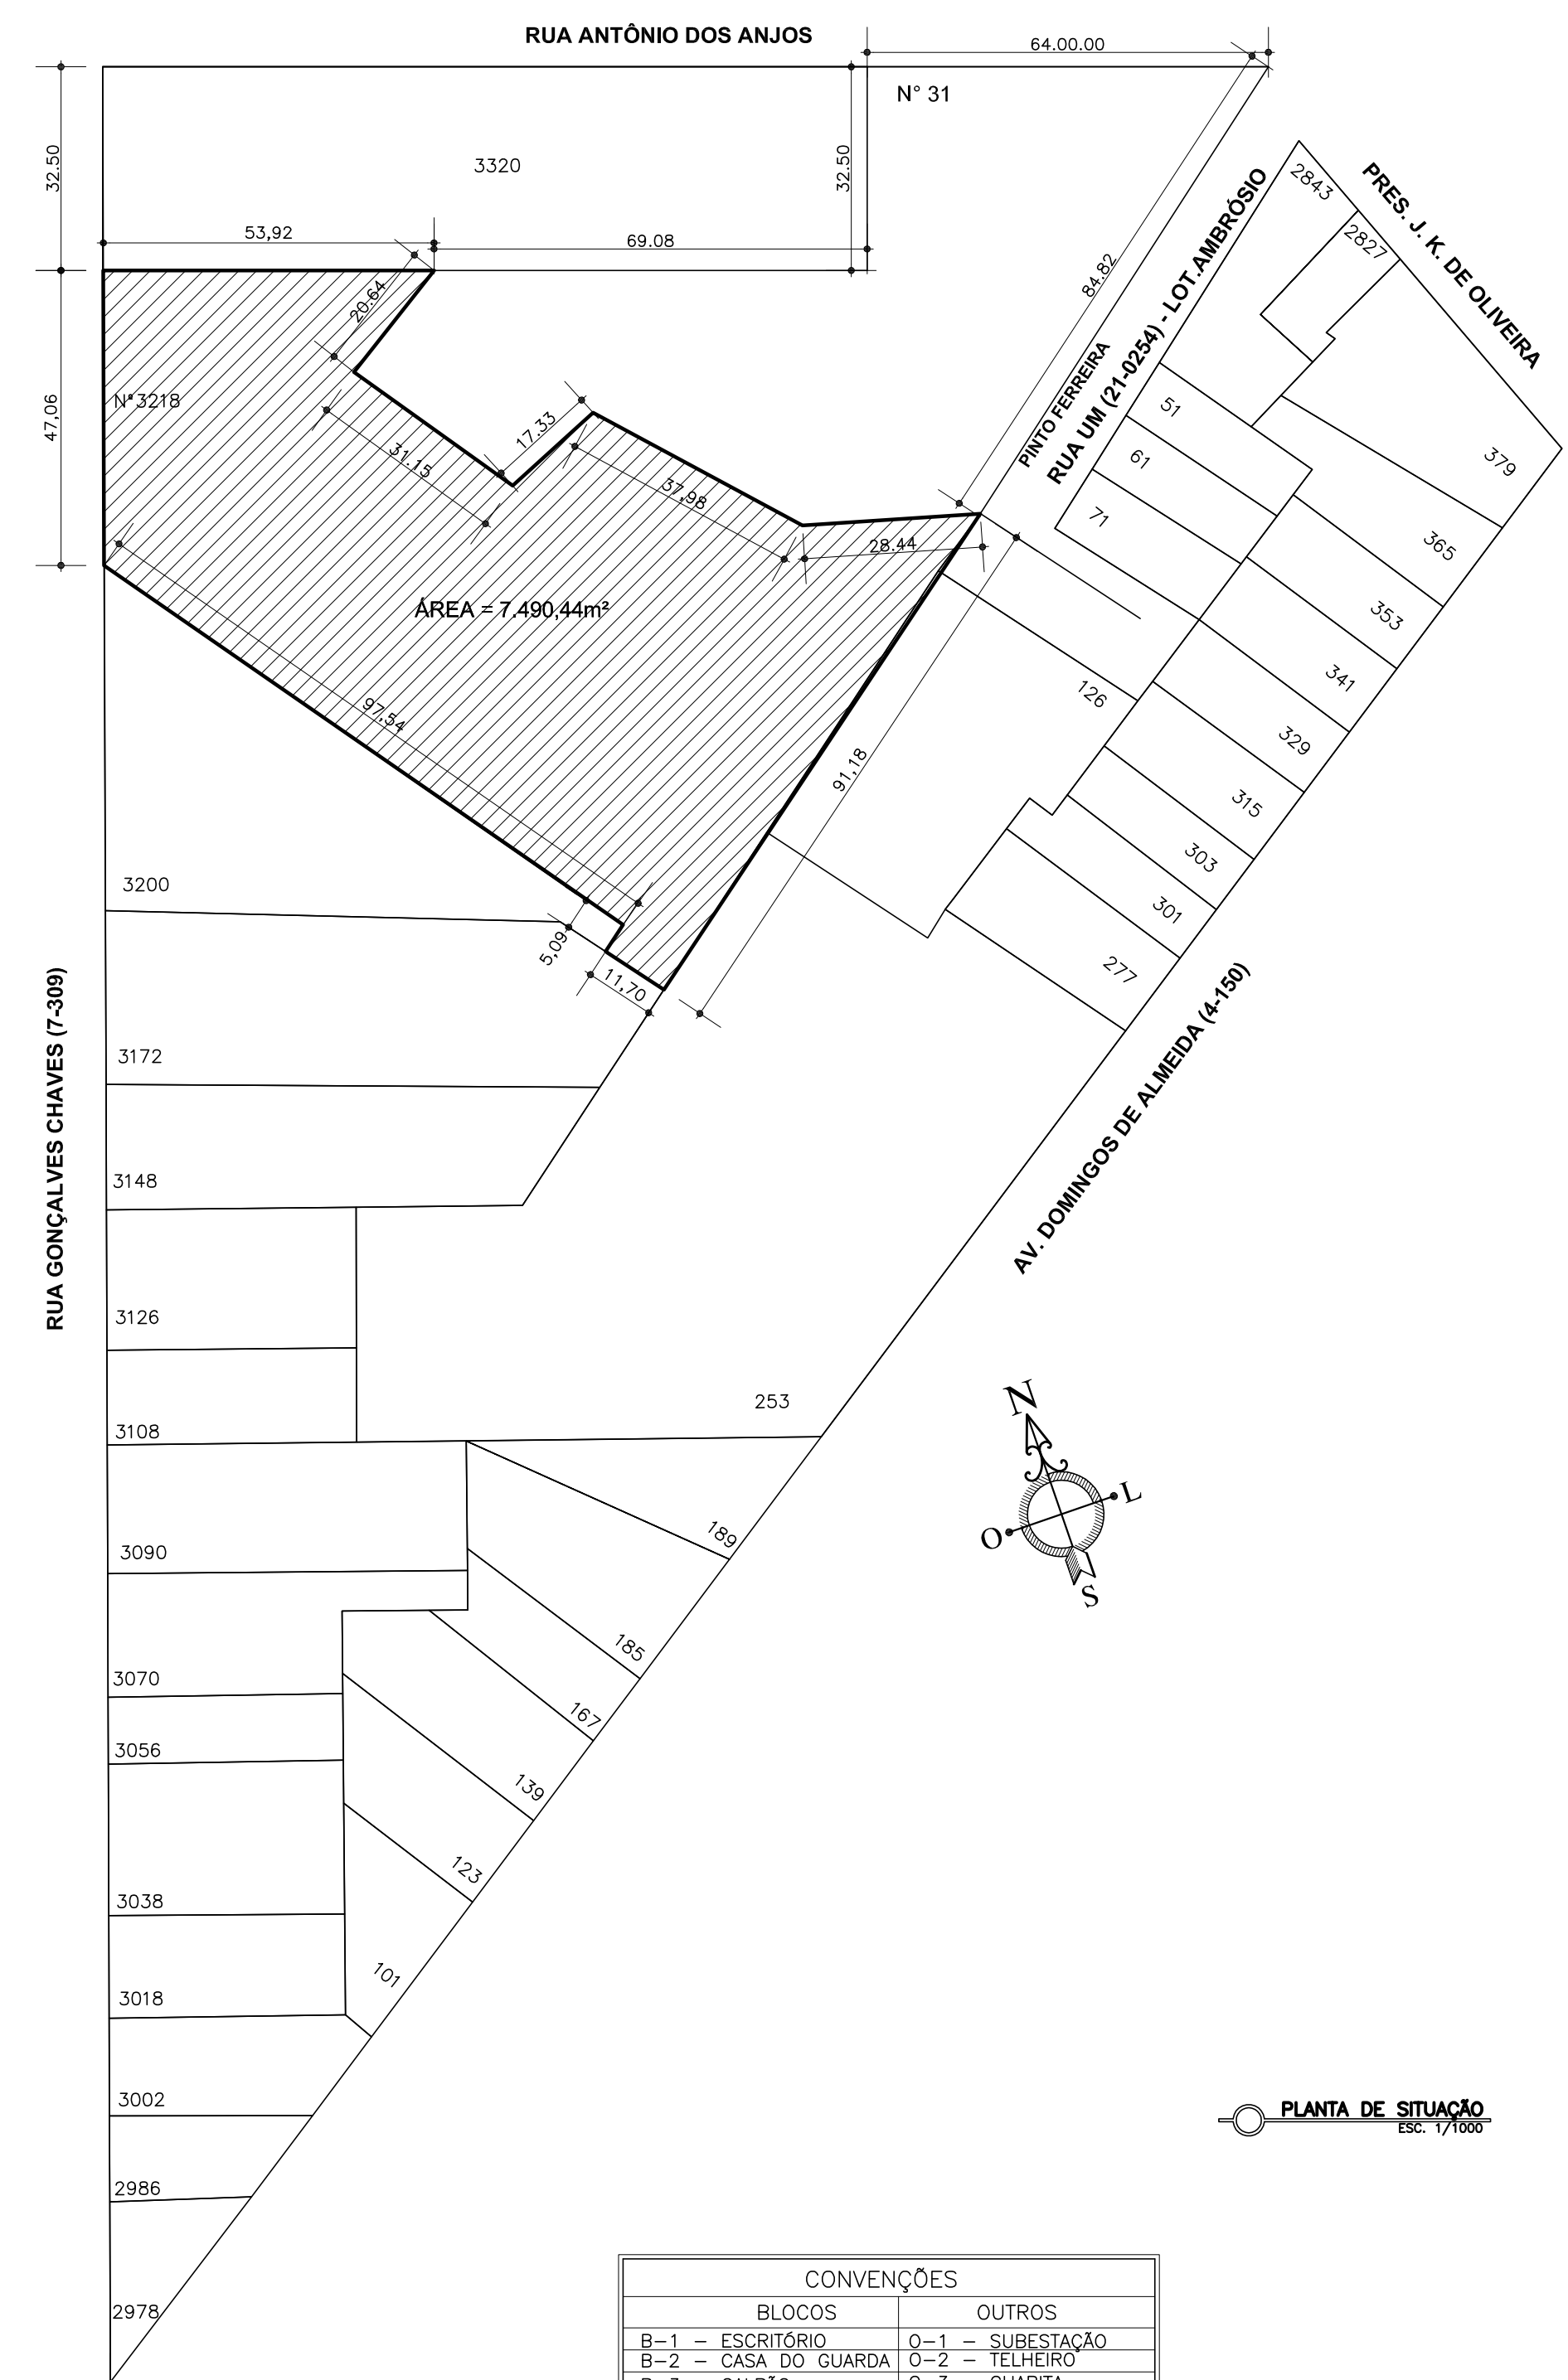 RUA ANTÔNIO DOS ANJOS
64.00.00
N° 31
32.50
3320
32.50
53,92
69.08
20.64
84.82
2843
2827
PRES. J. K. DE OLIVEIRA
PINTO FERREIRA
RUA UM (21-0254) - LOT.AMBRÓSIO
47,06
N°3218
31.15
17.33
37,98
28.44
51
61
71
379
365
353
341
329
315
303
301
277
126
ÁREA = 7.490,44m²
97,54
91,18
5,09
11,70
AV. DOMINGOS DE ALMEIDA (4-150)
RUA GONÇALVES CHAVES (7-309)
3200
3172
3148
3126
3108
253
N
L
O
S
3090
189
185
3070
167
3056
139
123
3038
101
3018
3002
2986
2978
PLANTA DE SITUAÇÃO
ESC. 1/1000
CONVENÇÕES
BLOCOS OUTROS
B-1 - ESCRITÓRIO O-1 - SUBESTAÇÃO
B-2 - CASA DO GUARDA O-2 - TELHEIRO